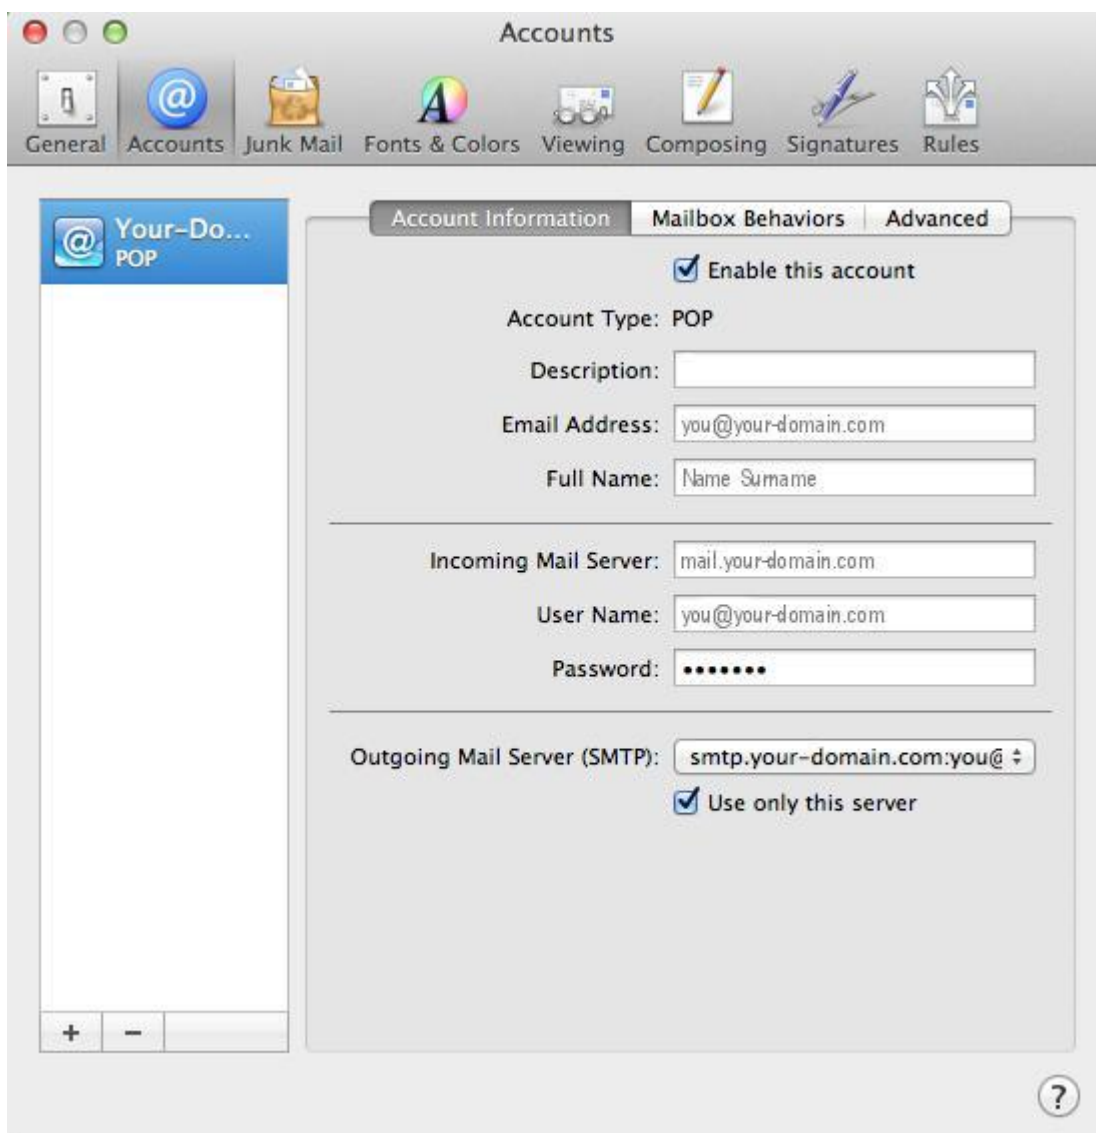 Accounts
General Accounts Junk Mail Fonts & Colors Viewing Composing Signatures Rules
Your-Do...
POP
Account Information Mailbox Behaviors Advanced
Enable this account
Account Type: POP
Description:
Email Address: you@your-domain.com
Full Name: Name Surname
Incoming Mail Server: mail.your-domain.com
User Name: you@your-domain.com
Password: •••••••
Outgoing Mail Server (SMTP): smtp.your-domain.com:you@
Use only this server
+ −
?